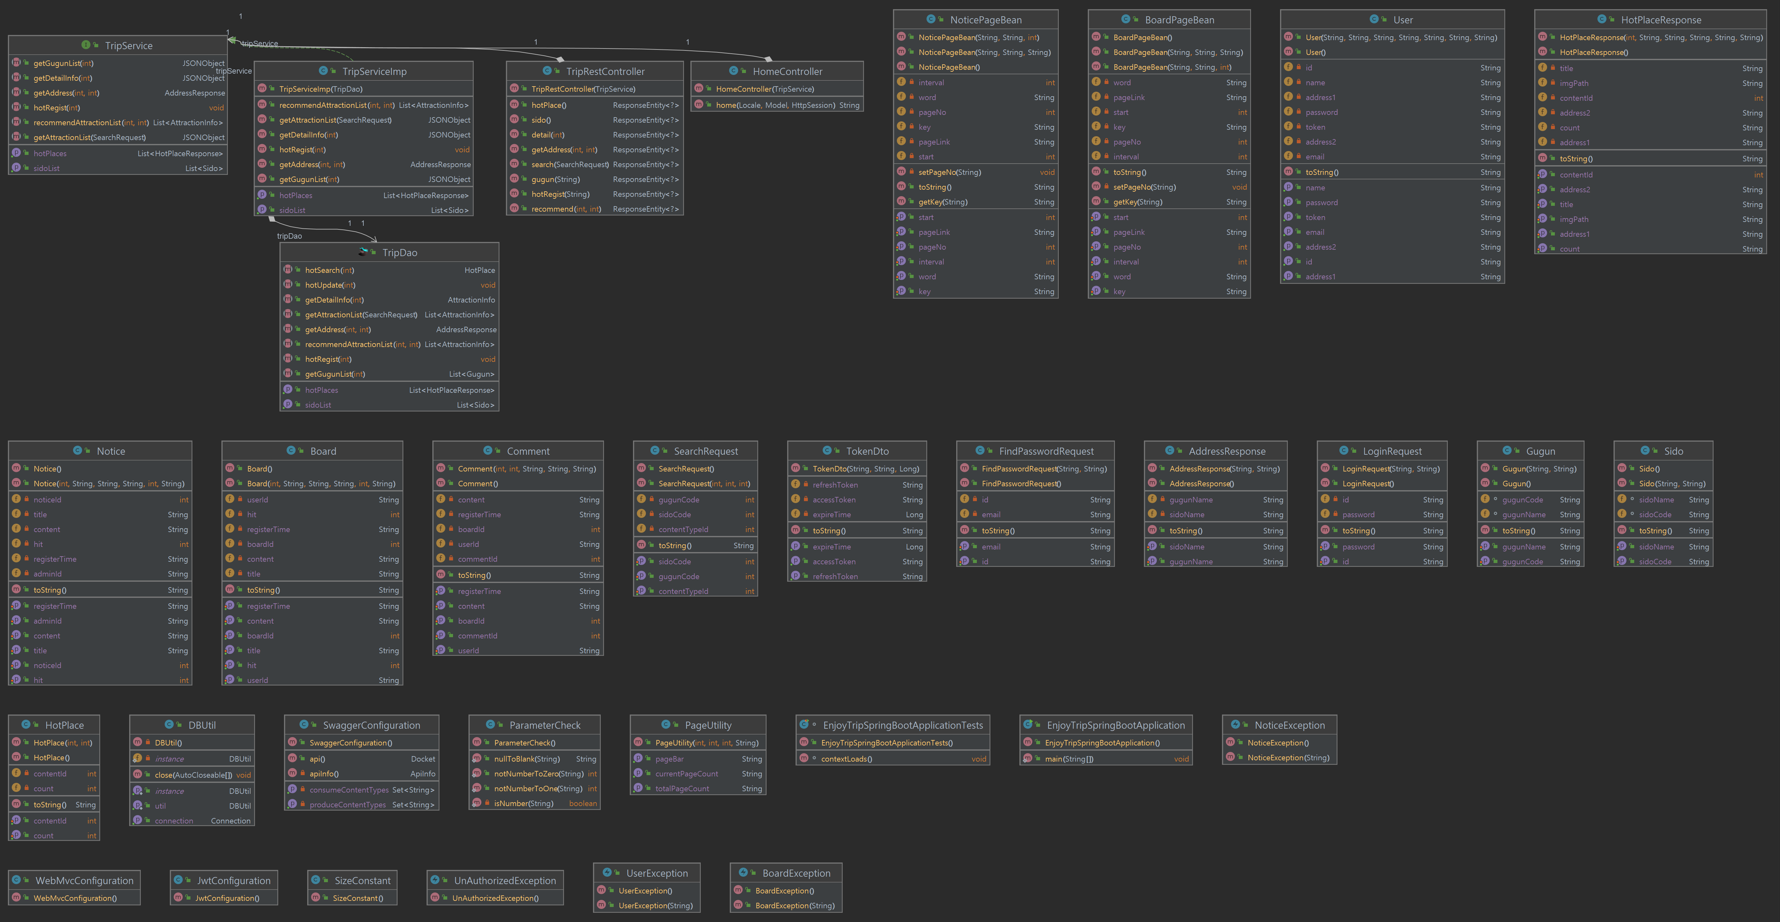 1
1
tripService
tripService
1
1
TripService
getGugunList(int) JSONObject
getDetailInfo(int) JSONObject
getAddress(int, int) AddressResponse
hotRegist(int) void
recommendAttractionList(int, int) List<AttractionInfo>
getAttractionList(SearchRequest) JSONObject
hotPlaces List<HotPlaceResponse>
sidoList List<Sido>
TripServiceImp
TripServiceImp(TripDao)
recommendAttractionList(int, int) List<AttractionInfo>
getAttractionList(SearchRequest) JSONObject
getDetailInfo(int) JSONObject
hotRegist(int) void
getAddress(int, int) AddressResponse
getGugunList(int) JSONObject
hotPlaces List<HotPlaceResponse>
sidoList List<Sido>
1 1 1
tripDao
TripRestController
TripRestController(TripService)
hotPlace() ResponseEntity<?>
sido() ResponseEntity<?>
detail(int) ResponseEntity<?>
getAddress(int, int) ResponseEntity<?>
search(SearchRequest) ResponseEntity<?>
gugun(String) ResponseEntity<?>
hotRegist(String) ResponseEntity<?>
recommend(int, int) ResponseEntity<?>
HomeController
HomeController(TripService)
home(Locale, Model, HttpSession) String
TripDao
hotSearch(int) HotPlace
hotUpdate(int) void
getDetailInfo(int) AttractionInfo
getAttractionList(SearchRequest) List<AttractionInfo>
getAddress(int, int) AddressResponse
recommendAttractionList(int, int) List<AttractionInfo>
hotRegist(int) void
getGugunList(int) List<Gugun>
hotPlaces List<HotPlaceResponse>
sidoList List<Sido>
NoticePageBean
NoticePageBean(String, String, int)
NoticePageBean(String, String, String)
NoticePageBean()
interval int
word String
pageNo int
key String
pageLink String
start int
setPageNo(String) void
toString() String
getKey(String) String
start int
pageLink String
pageNo int
interval int
word String
key String
BoardPageBean
BoardPageBean()
BoardPageBean(String, String, String)
BoardPageBean(String, String, int)
word String
pageLink String
start int
key String
pageNo int
interval int
toString() String
setPageNo(String) void
getKey(String) String
start int
pageLink String
pageNo int
interval int
word String
key String
User
User(String, String, String, String, String, String, String)
User()
id String
name String
address1 String
password String
token String
address2 String
email String
toString() String
name String
password String
token String
email String
address2 String
id String
address1 String
HotPlaceResponse
HotPlaceResponse(int, String, String, String, String, String)
HotPlaceResponse()
title String
imgPath String
contentId int
address2 String
count String
address1 String
toString() String
contentId int
address2 String
title String
imgPath String
address1 String
count String
Notice
Notice()
Notice(int, String, String, String, int, String)
noticeId int
title String
content String
hit int
registerTime String
adminId String
toString() String
registerTime String
adminId String
content String
title String
noticeId int
hit int
Board
Board()
Board(int, String, String, String, int, String)
userId String
hit int
registerTime String
boardId int
content String
title String
toString() String
registerTime String
content String
boardId int
title String
hit int
userId String
Comment
Comment(int, int, String, String, String)
Comment()
content String
registerTime String
boardId int
userId String
commentId int
toString() String
registerTime String
content String
boardId int
commentId int
userId String
SearchRequest
SearchRequest()
SearchRequest(int, int, int)
gugunCode int
sidoCode int
contentTypeId int
toString() String
sidoCode int
gugunCode int
contentTypeId int
TokenDto
TokenDto(String, String, Long)
refreshToken String
accessToken String
expireTime Long
toString() String
expireTime Long
accessToken String
refreshToken String
FindPasswordRequest
FindPasswordRequest(String, String)
FindPasswordRequest()
id String
email String
toString() String
email String
id String
AddressResponse
AddressResponse(String, String)
AddressResponse()
gugunName String
sidoName String
toString() String
sidoName String
gugunName String
LoginRequest
LoginRequest(String, String)
LoginRequest()
id String
password String
toString() String
password String
id String
Gugun
Gugun(String, String)
Gugun()
gugunCode String
gugunName String
toString() String
gugunName String
gugunCode String
Sido
Sido()
Sido(String, String)
sidoName String
sidoCode String
toString() String
sidoName String
sidoCode String
HotPlace
HotPlace(int, int)
HotPlace()
contentId int
count int
toString() String
contentId int
count int
DBUtil
DBUtil()
instance DBUtil
close(AutoCloseable[]) void
instance DBUtil
util DBUtil
connection Connection
SwaggerConfiguration
SwaggerConfiguration()
api() Docket
apiInfo() ApiInfo
consumeContentTypes Set<String>
produceContentTypes Set<String>
ParameterCheck
ParameterCheck()
nullToBlank(String) String
notNumberToZero(String) int
notNumberToOne(String) int
isNumber(String) boolean
PageUtility
PageUtility(int, int, int, String)
pageBar String
currentPageCount String
totalPageCount String
EnjoyTripSpringBootApplicationTests
EnjoyTripSpringBootApplicationTests()
contextLoads() void
EnjoyTripSpringBootApplication
EnjoyTripSpringBootApplication()
main(String[]) void
NoticeException
NoticeException()
NoticeException(String)
WebMvcConfiguration
WebMvcConfiguration()
JwtConfiguration
JwtConfiguration()
SizeConstant
SizeConstant()
UnAuthorizedException
UnAuthorizedException()
UserException
UserException()
UserException(String)
BoardException
BoardException()
BoardException(String)